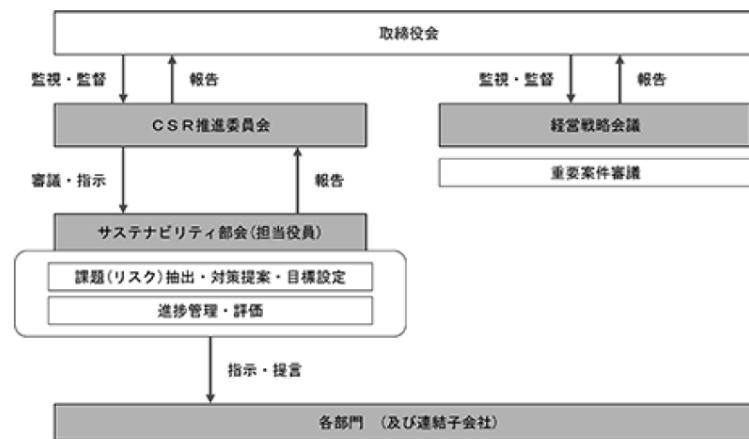 取締役会
監視・監督
報告
監視・監督
報告
CSR推進委員会
経営戦略会議
重要案件審議
審議・指示
報告
サステナビリティ部会(担当役員)
課題(リスク)抽出・対策提案・目標設定
進捗管理・評価
指示・提言
各部門 (及び連結子会社)